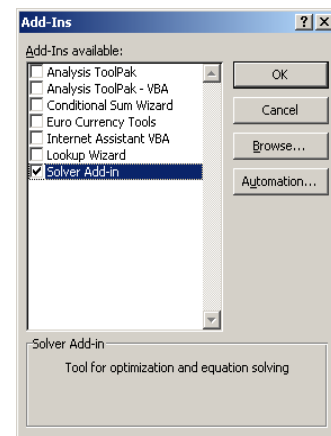 Add-Ins
Add-Ins available:
Analysis ToolPak
Analysis ToolPak - VBA
Conditional Sum Wizard
Euro Currency Tools
Internet Assistant VBA
Lookup Wizard
Solver Add-in
OK
Cancel
Browse...
Automation...
Solver Add-in
Tool for optimization and equation solving